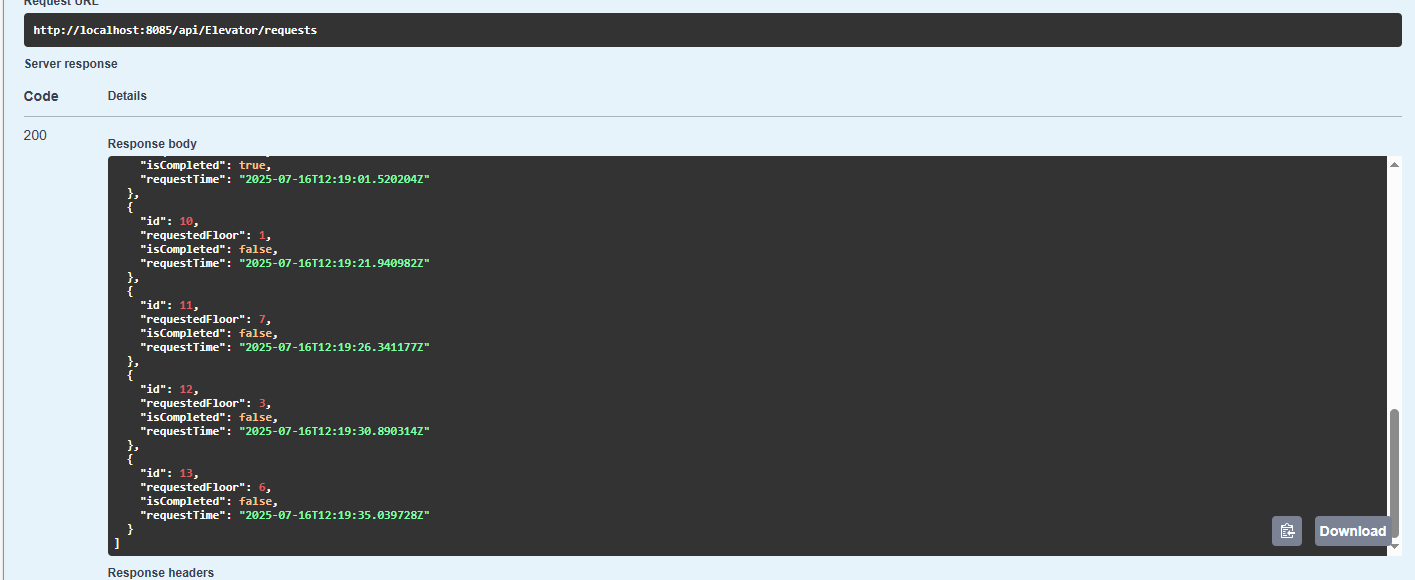 Request URL
http://localhost:8085/api/Elevator/requests
Server response
Code Details
200
Response body
"isCompleted": true,
"requestTime": "2025-07-16T12:19:01.520204Z"
},
{
"id": 10,
"requestedFloor": 1,
"isCompleted": false,
"requestTime": "2025-07-16T12:19:21.940982Z"
},
{
"id": 11,
"requestedFloor": 7,
"isCompleted": false,
"requestTime": "2025-07-16T12:19:26.341177Z"
},
{
"id": 12,
"requestedFloor": 3,
"isCompleted": false,
"requestTime": "2025-07-16T12:19:30.890314Z"
},
{
"id": 13,
"requestedFloor": 6,
"isCompleted": false,
"requestTime": "2025-07-16T12:19:35.039728Z"
}
]
Download
Response headers